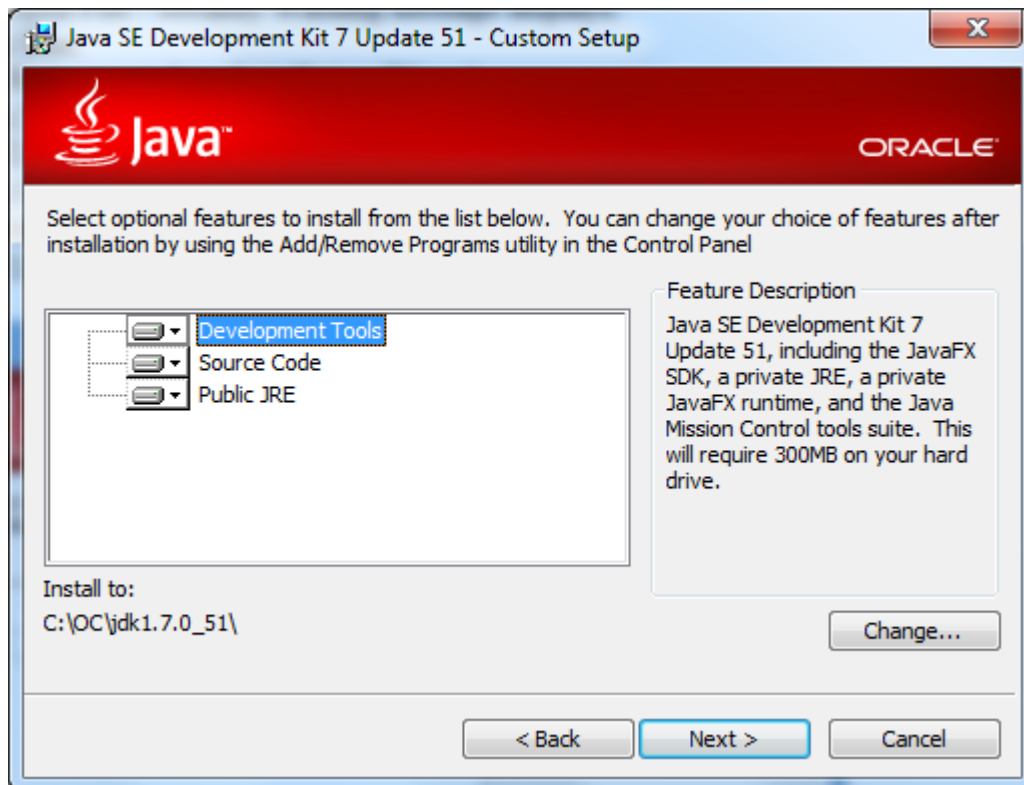 Java SE Development Kit 7 Update 51 - Custom Setup
Java™
ORACLE
Select optional features to install from the list below.  You can change your choice of features after
installation by using the Add/Remove Programs utility in the Control Panel
Development Tools
Source Code
Public JRE
Feature Description
Java SE Development Kit 7
Update 51, including the JavaFX
SDK, a private JRE, a private
JavaFX runtime, and the Java
Mission Control tools suite.  This
will require 300MB on your hard
drive.
Install to:
C:\OC\jdk1.7.0_51\
Change...
< Back
Next >
Cancel